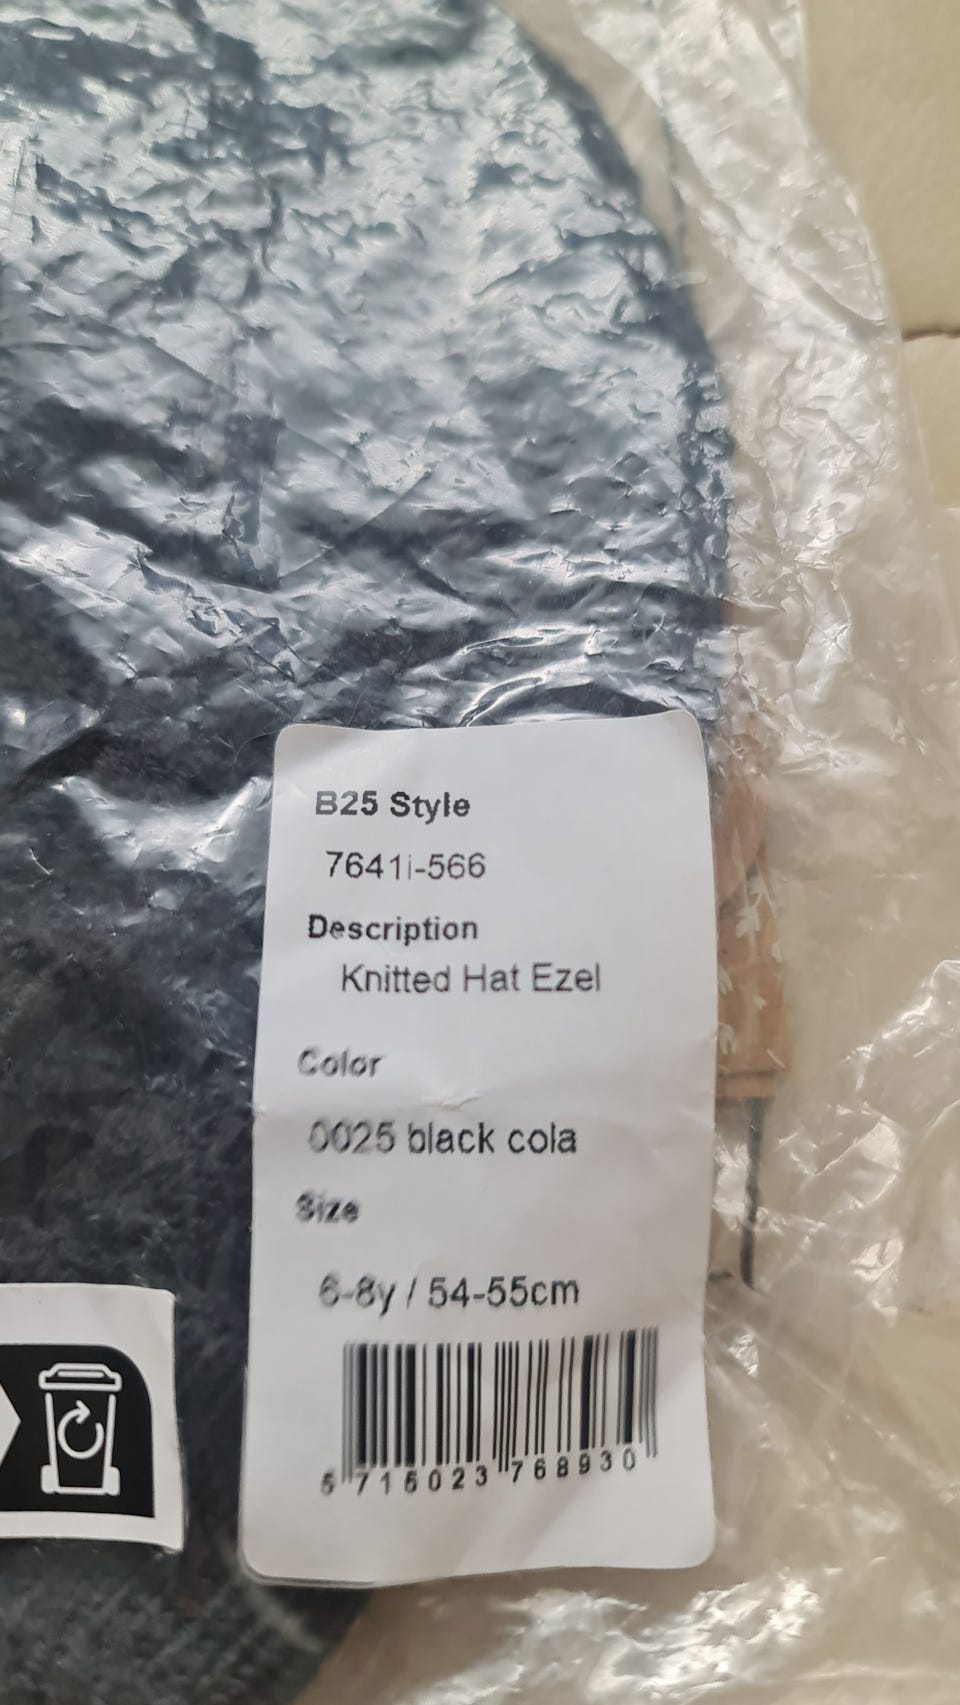 B25 Style
7641i-566
Description
Knitted Hat Ezel
Color
0025 black cola
Size
6-8y / 54-55cm
5 715023 768930